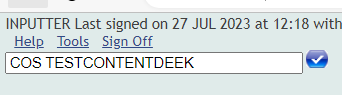 INPUTTER Last signed on 27 JUL 2023 at 12:18 with
Help Tools Sign Off
COS TESTCONTENTDEEK